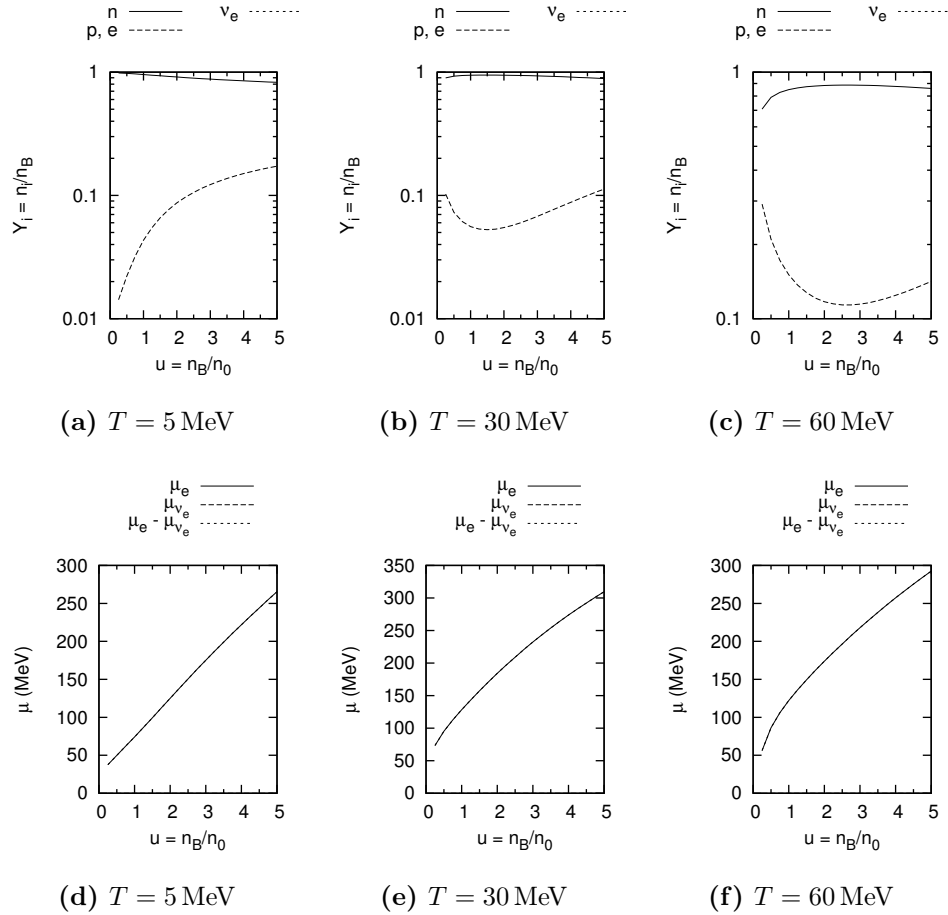 n
ν_e
p, e
n
ν_e
p, e
n
ν_e
p, e
Y_i = n_i/n_B
1
0.1
0.01
0 1 2 3 4 5
u = n_B/n_0
Y_i = n_i/n_B
1
0.1
0.01
0 1 2 3 4 5
u = n_B/n_0
Y_i = n_i/n_B
1
0.1
0 1 2 3 4 5
u = n_B/n_0
(a) T = 5 MeV
(b) T = 30 MeV
(c) T = 60 MeV
μ_e
μ_ν_e
μ_e - μ_ν_e
μ_e
μ_ν_e
μ_e - μ_ν_e
μ_e
μ_ν_e
μ_e - μ_ν_e
μ (MeV)
300
250
200
150
100
50
0
0 1 2 3 4 5
u = n_B/n_0
μ (MeV)
350
300
250
200
150
100
50
0
0 1 2 3 4 5
u = n_B/n_0
μ (MeV)
300
250
200
150
100
50
0
0 1 2 3 4 5
u = n_B/n_0
(d) T = 5 MeV
(e) T = 30 MeV
(f) T = 60 MeV